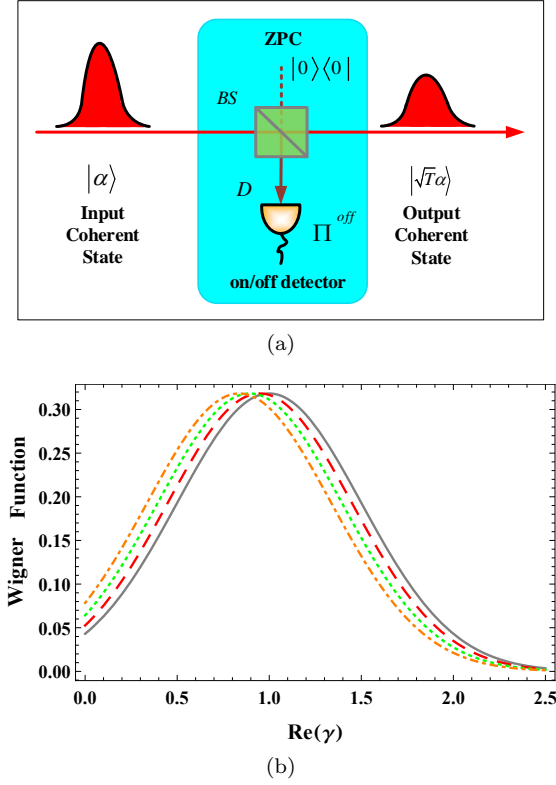 ZPC
|0⟩⟨0|
BS
|α⟩
Input
Coherent
State
D
Π^off
on/off detector
|√Tα⟩
Output
Coherent
State
(a)
Wigner Function
0.30
0.25
0.20
0.15
0.10
0.05
0.00
0.0 0.5 1.0 1.5 2.0 2.5
Re(γ)
(b)